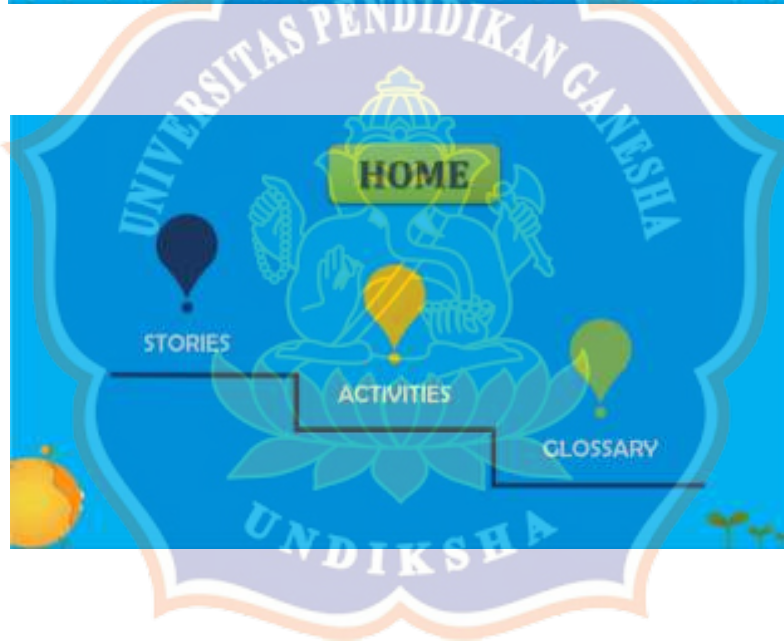 UNIVERSITAS PENDIDIKAN GANESHA
HOME
STORIES
ACTIVITIES
GLOSSARY
UNDIKSHA